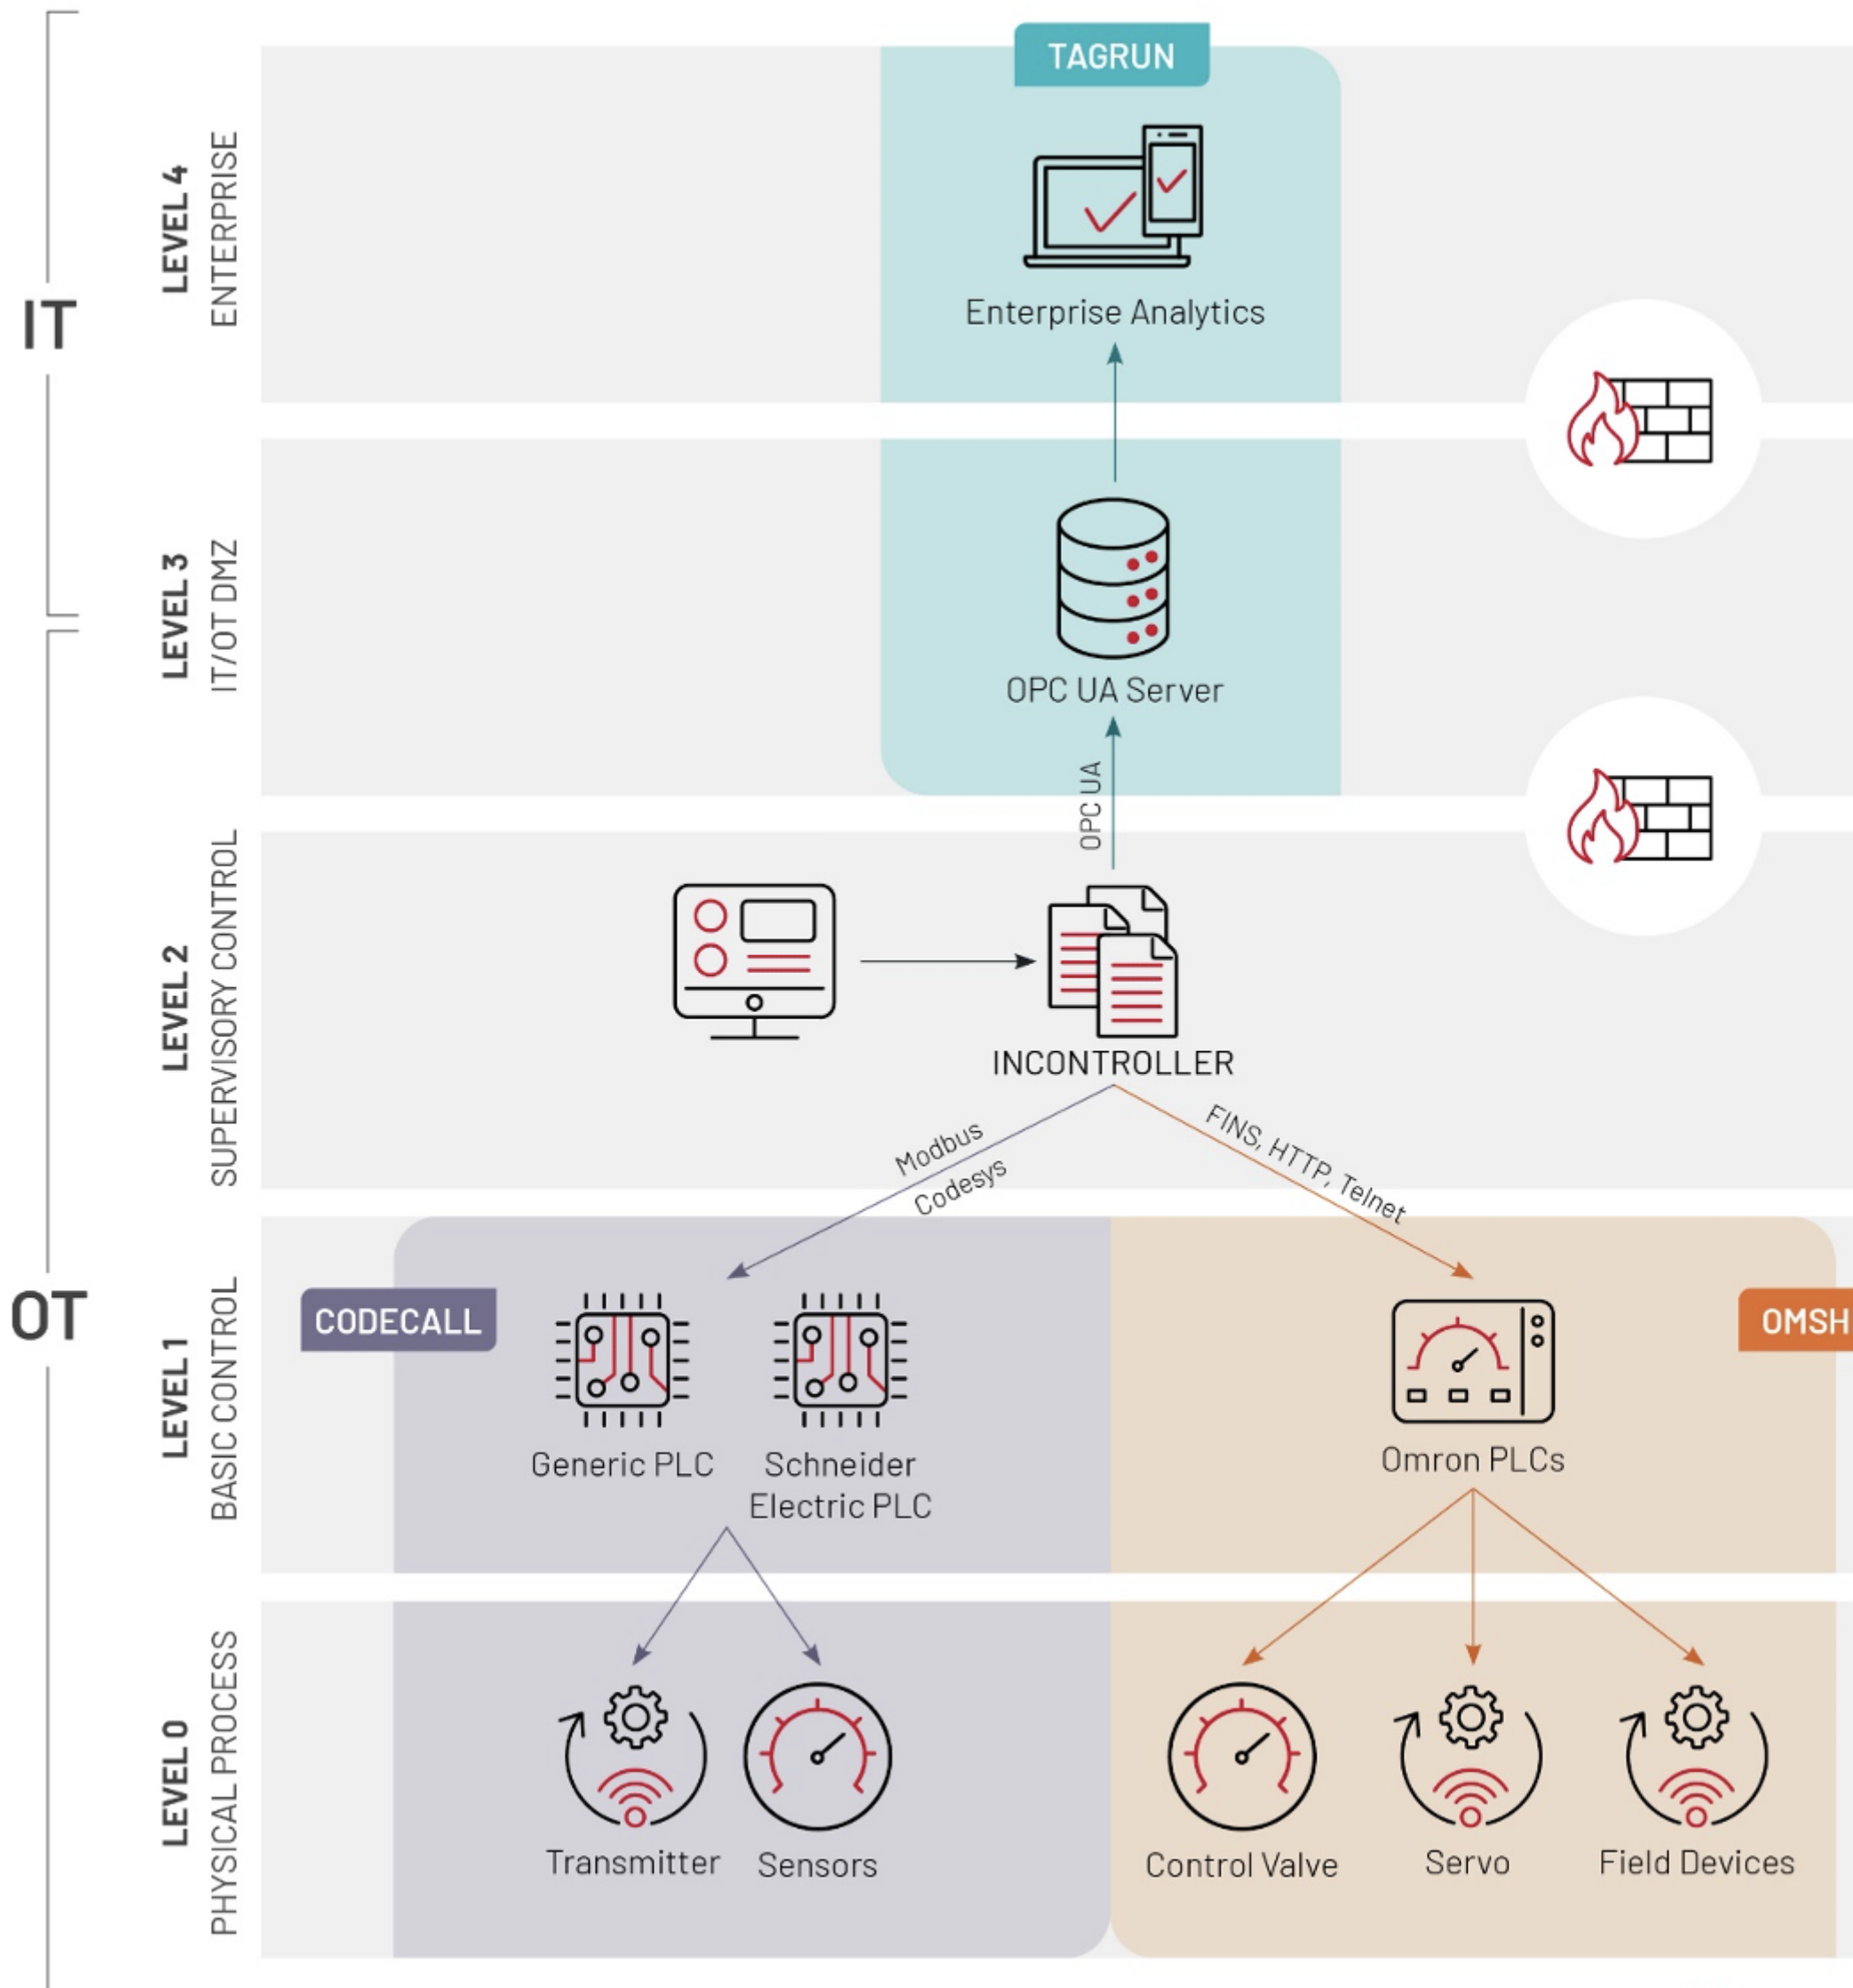 TAGRUN
IT
LEVEL 4
ENTERPRISE
Enterprise Analytics
LEVEL 3
IT/OT DMZ
OPC UA Server
OPC UA
LEVEL 2
SUPERVISORY CONTROL
INCONTROLLER
Modbus
Codesys
FINS, HTTP, Telnet
OT
LEVEL 1
BASIC CONTROL
CODECALL
OMSH
Generic PLC
Schneider
Electric PLC
Omron PLCs
LEVEL 0
PHYSICAL PROCESS
Transmitter
Sensors
Control Valve
Servo
Field Devices